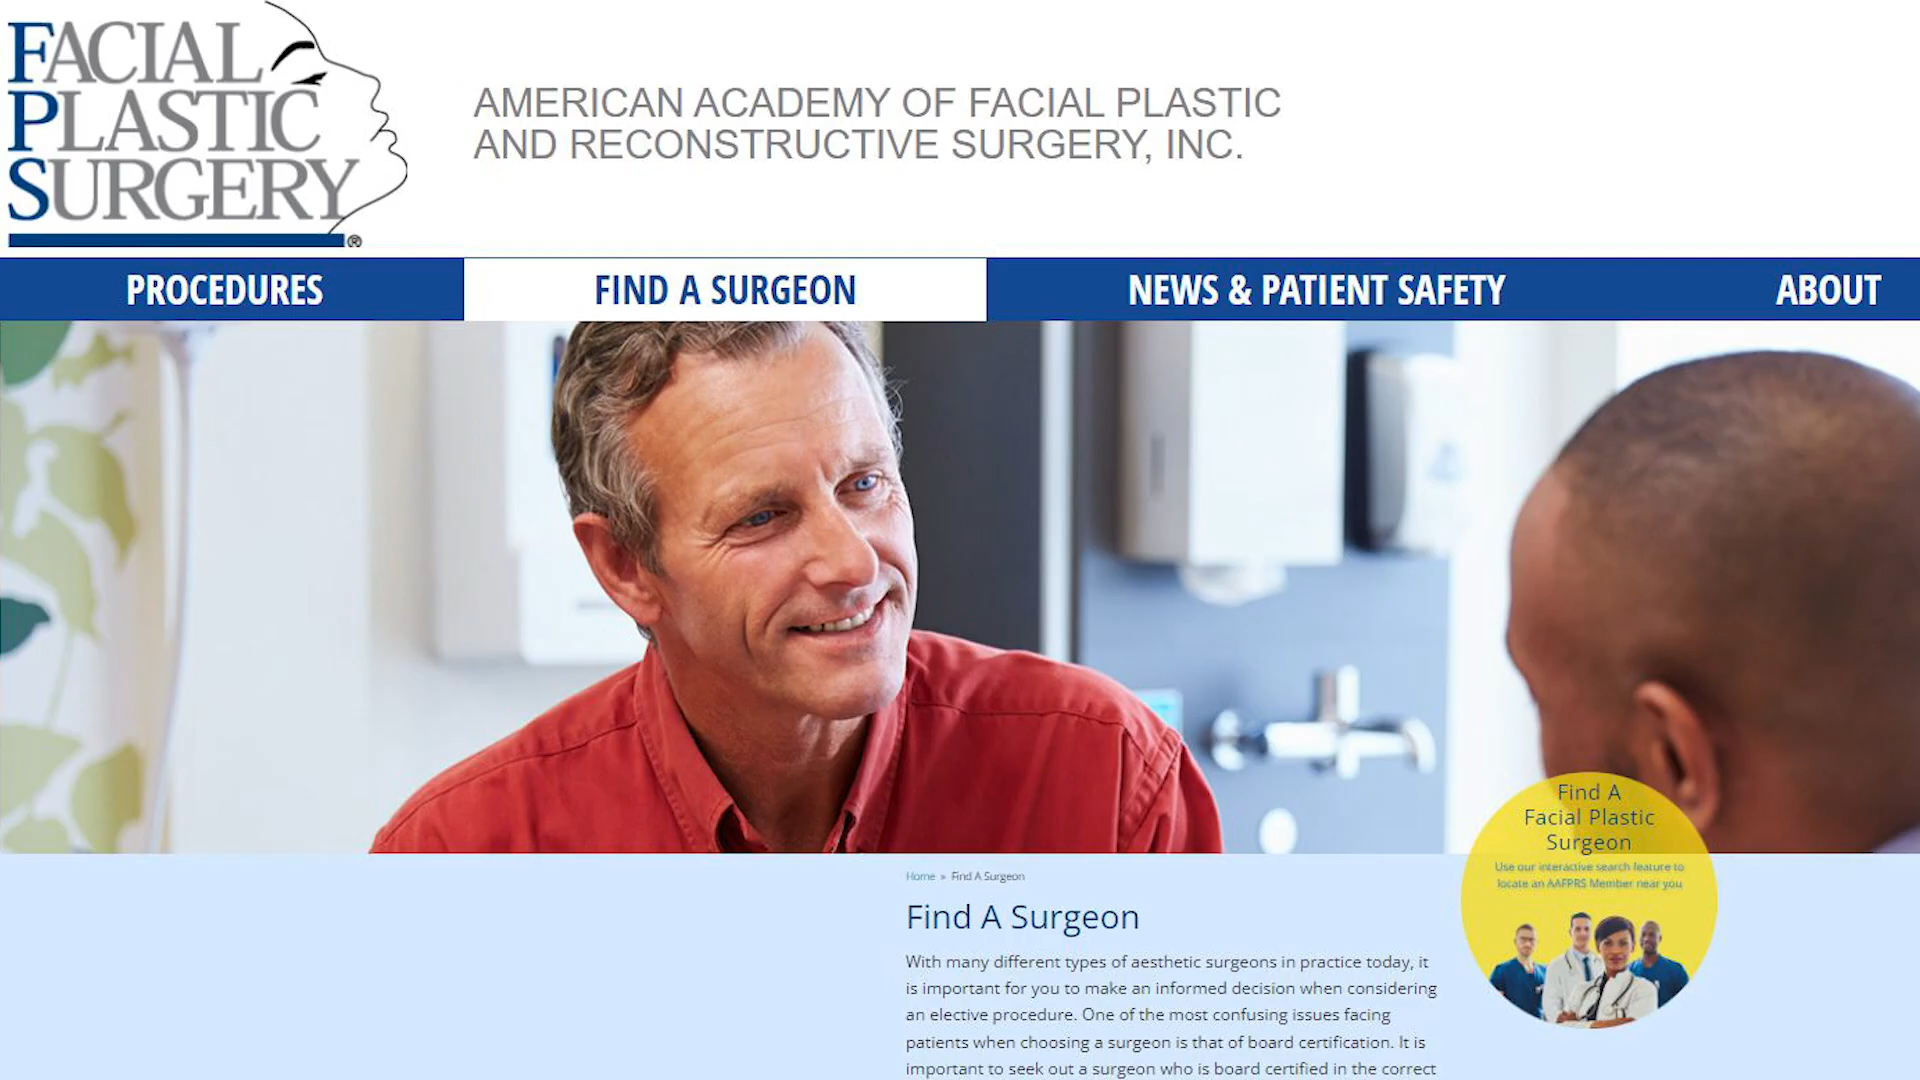 FACIAL
PLASTIC
SURGERY
®
AMERICAN ACADEMY OF FACIAL PLASTIC
AND RECONSTRUCTIVE SURGERY, INC.
PROCEDURES
FIND A SURGEON
NEWS & PATIENT SAFETY
ABOUT
Find A
Facial Plastic
Surgeon
Use our interactive search feature to
locate an AAFPRS Member near you
Home » Find A Surgeon
Find A Surgeon
With many different types of aesthetic surgeons in practice today, it
is important for you to make an informed decision when considering
an elective procedure. One of the most confusing issues facing
patients when choosing a surgeon is that of board certification. It is
important to seek out a surgeon who is board certified in the correct